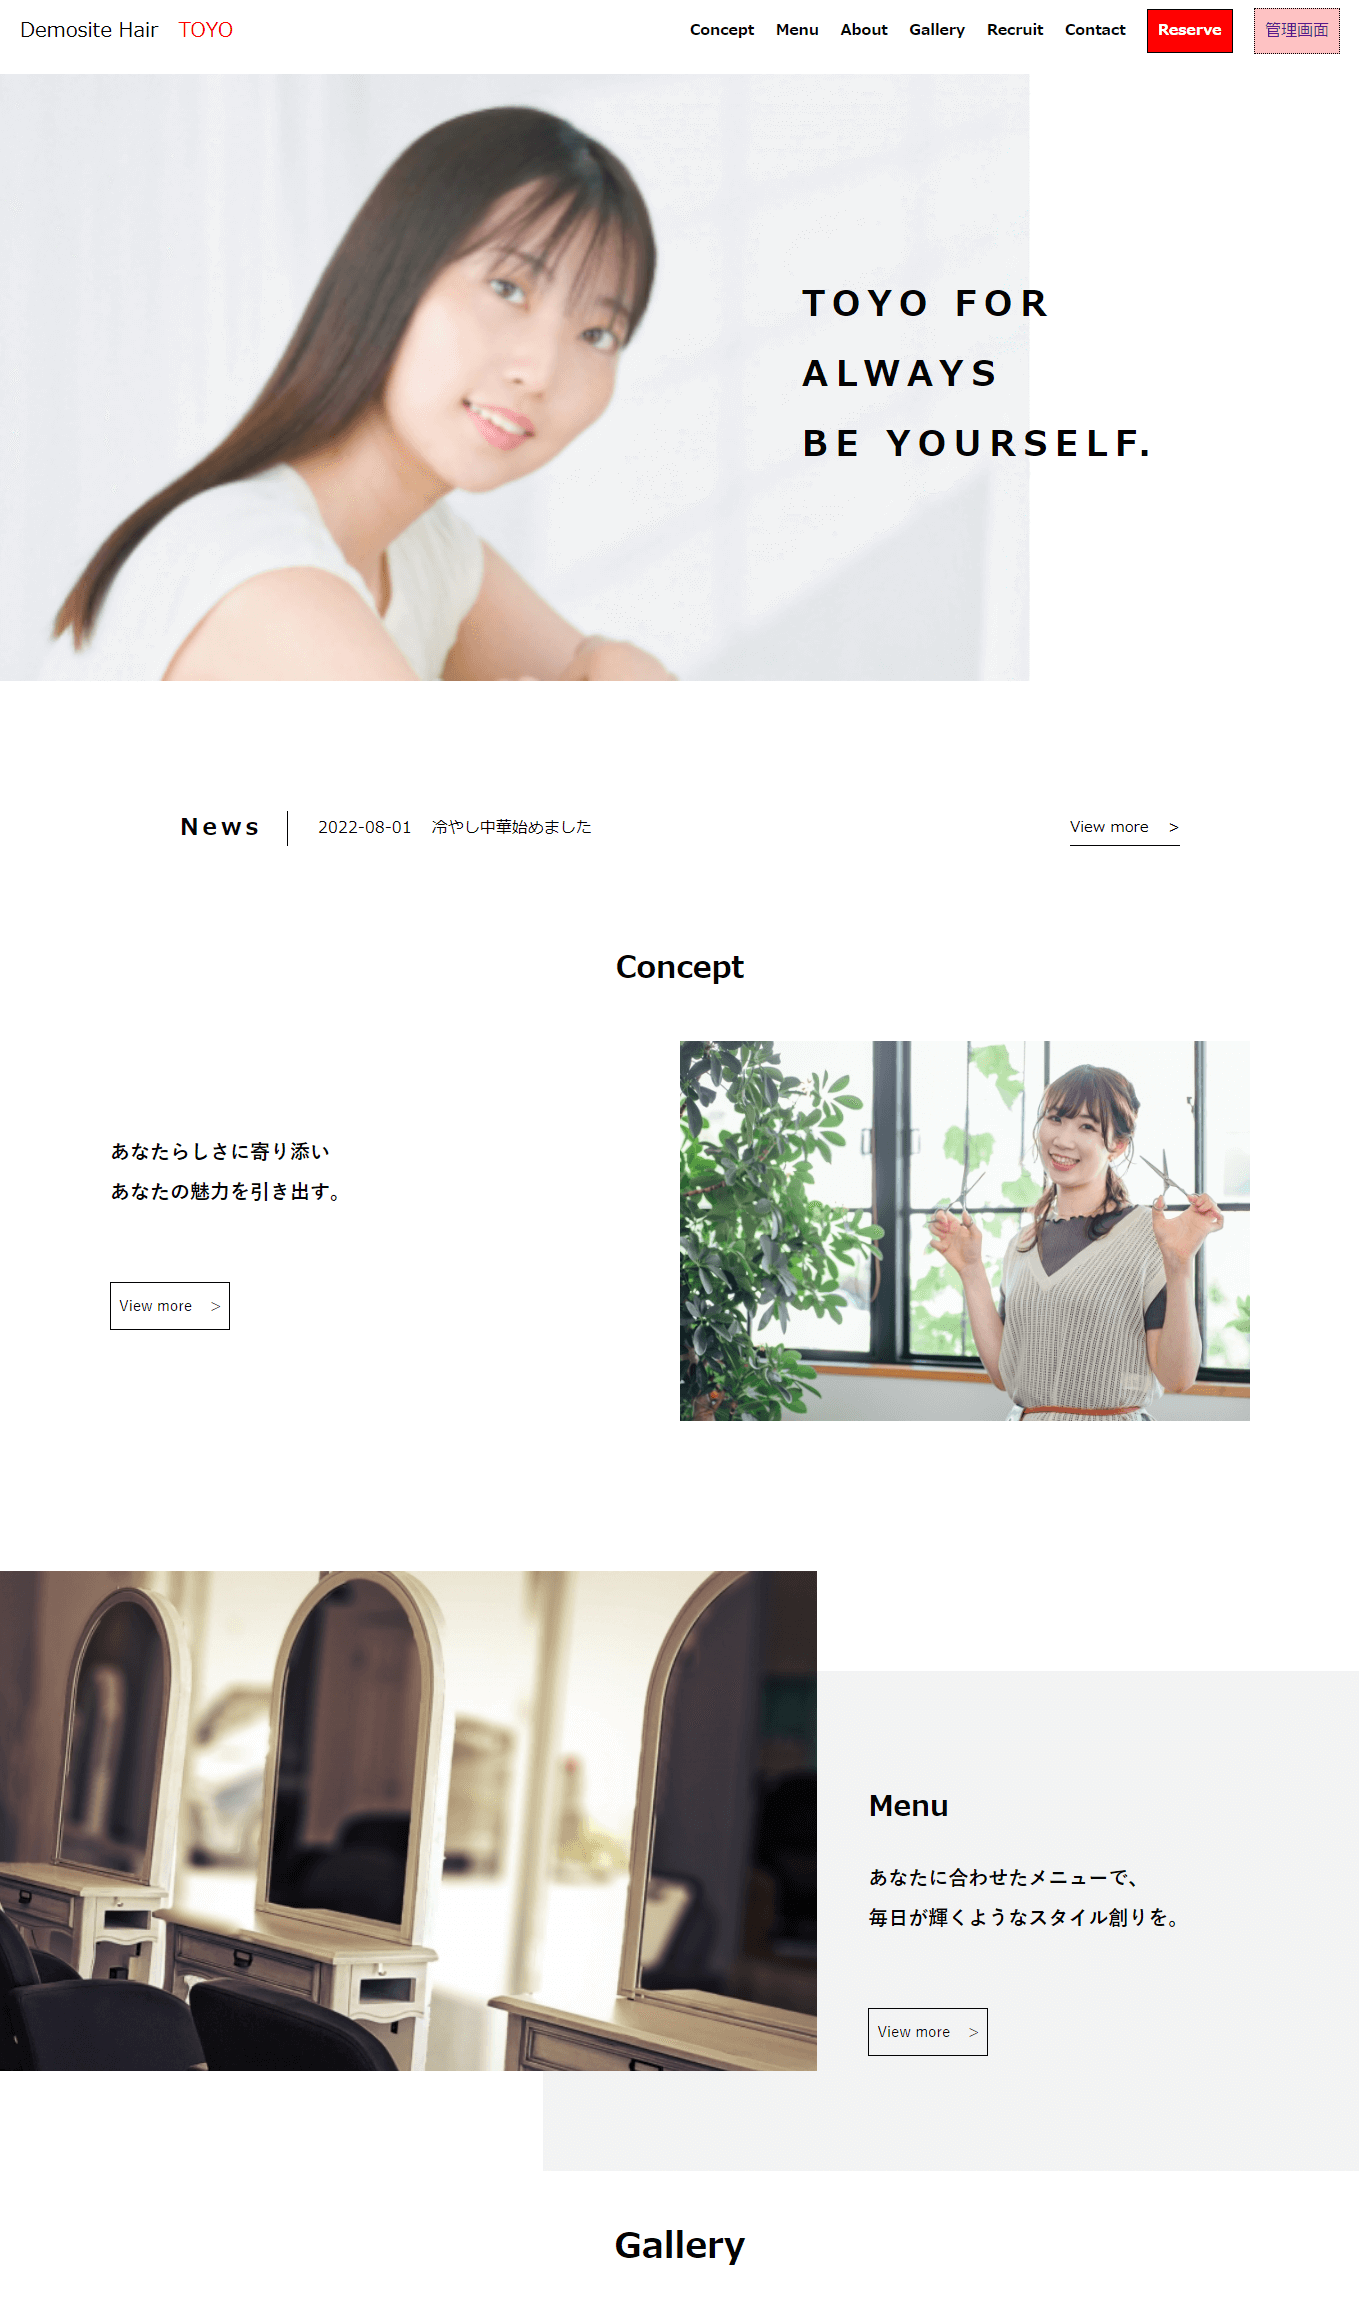 Demosite Hair TOYO
Concept Menu About Gallery Recruit Contact Reserve 管理画面
TOYO FOR
ALWAYS
BE YOURSELF.
News 2022-08-01 冷やし中華始めました View more >
Concept
あなたらしさに寄り添い
あなたの魅力を引き出す。
View more >
Menu
あなたに合わせたメニューで、
毎日が輝くようなスタイル創りを。
View more >
Gallery